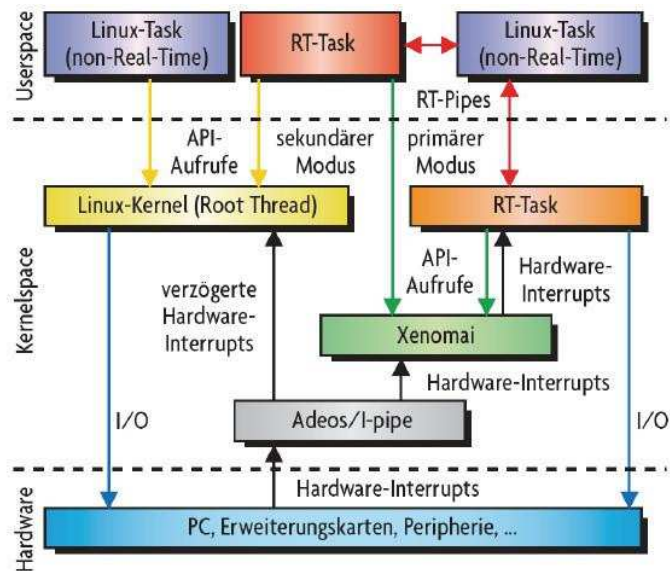 Userspace
Linux-Task
(non-Real-Time)
RT-Task
Linux-Task
(non-Real-Time)
RT-Pipes
Kernelspace
API-
Aufrufe
sekundärer
Modus
primärer
Modus
Linux-Kernel (Root Thread)
RT-Task
verzögerte
Hardware-
Interrupts
API-
Aufrufe
Hardware-
Interrupts
Xenomai
Hardware-Interrupts
I/O
Adeos/I-pipe
I/O
Hardware
Hardware-Interrupts
PC, Erweiterungskarten, Peripherie, ...